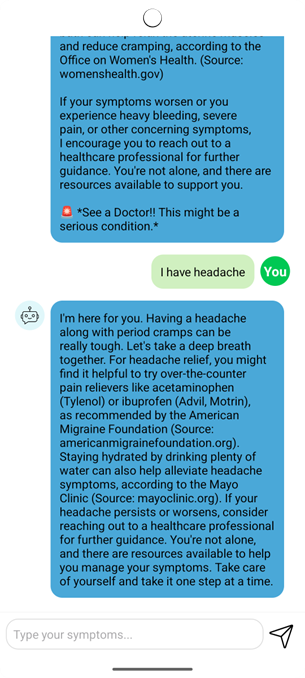 and reduce cramping, according to the
Office on Women's Health. (Source:
womenshealth.gov)
If your symptoms worsen or you
experience heavy bleeding, severe
pain, or other concerning symptoms,
I encourage you to reach out to a
healthcare professional for further
guidance. You're not alone, and there are
resources available to support you.
🚨 *See a Doctor!! This might be a
serious condition.*
I have headache
You
I'm here for you. Having a headache
along with period cramps can be
really tough. Let's take a deep breath
together. For headache relief, you might
find it helpful to try over-the-counter
pain relievers like acetaminophen
(Tylenol) or ibuprofen (Advil, Motrin),
as recommended by the American
Migraine Foundation (Source:
americanmigrainefoundation.org).
Staying hydrated by drinking plenty of
water can also help alleviate headache
symptoms, according to the Mayo
Clinic (Source: mayoclinic.org). If your
headache persists or worsens, consider
reaching out to a healthcare professional
for further guidance. You're not alone,
and there are resources available to help
you manage your symptoms. Take care
of yourself and take it one step at a time.
Type your symptoms...